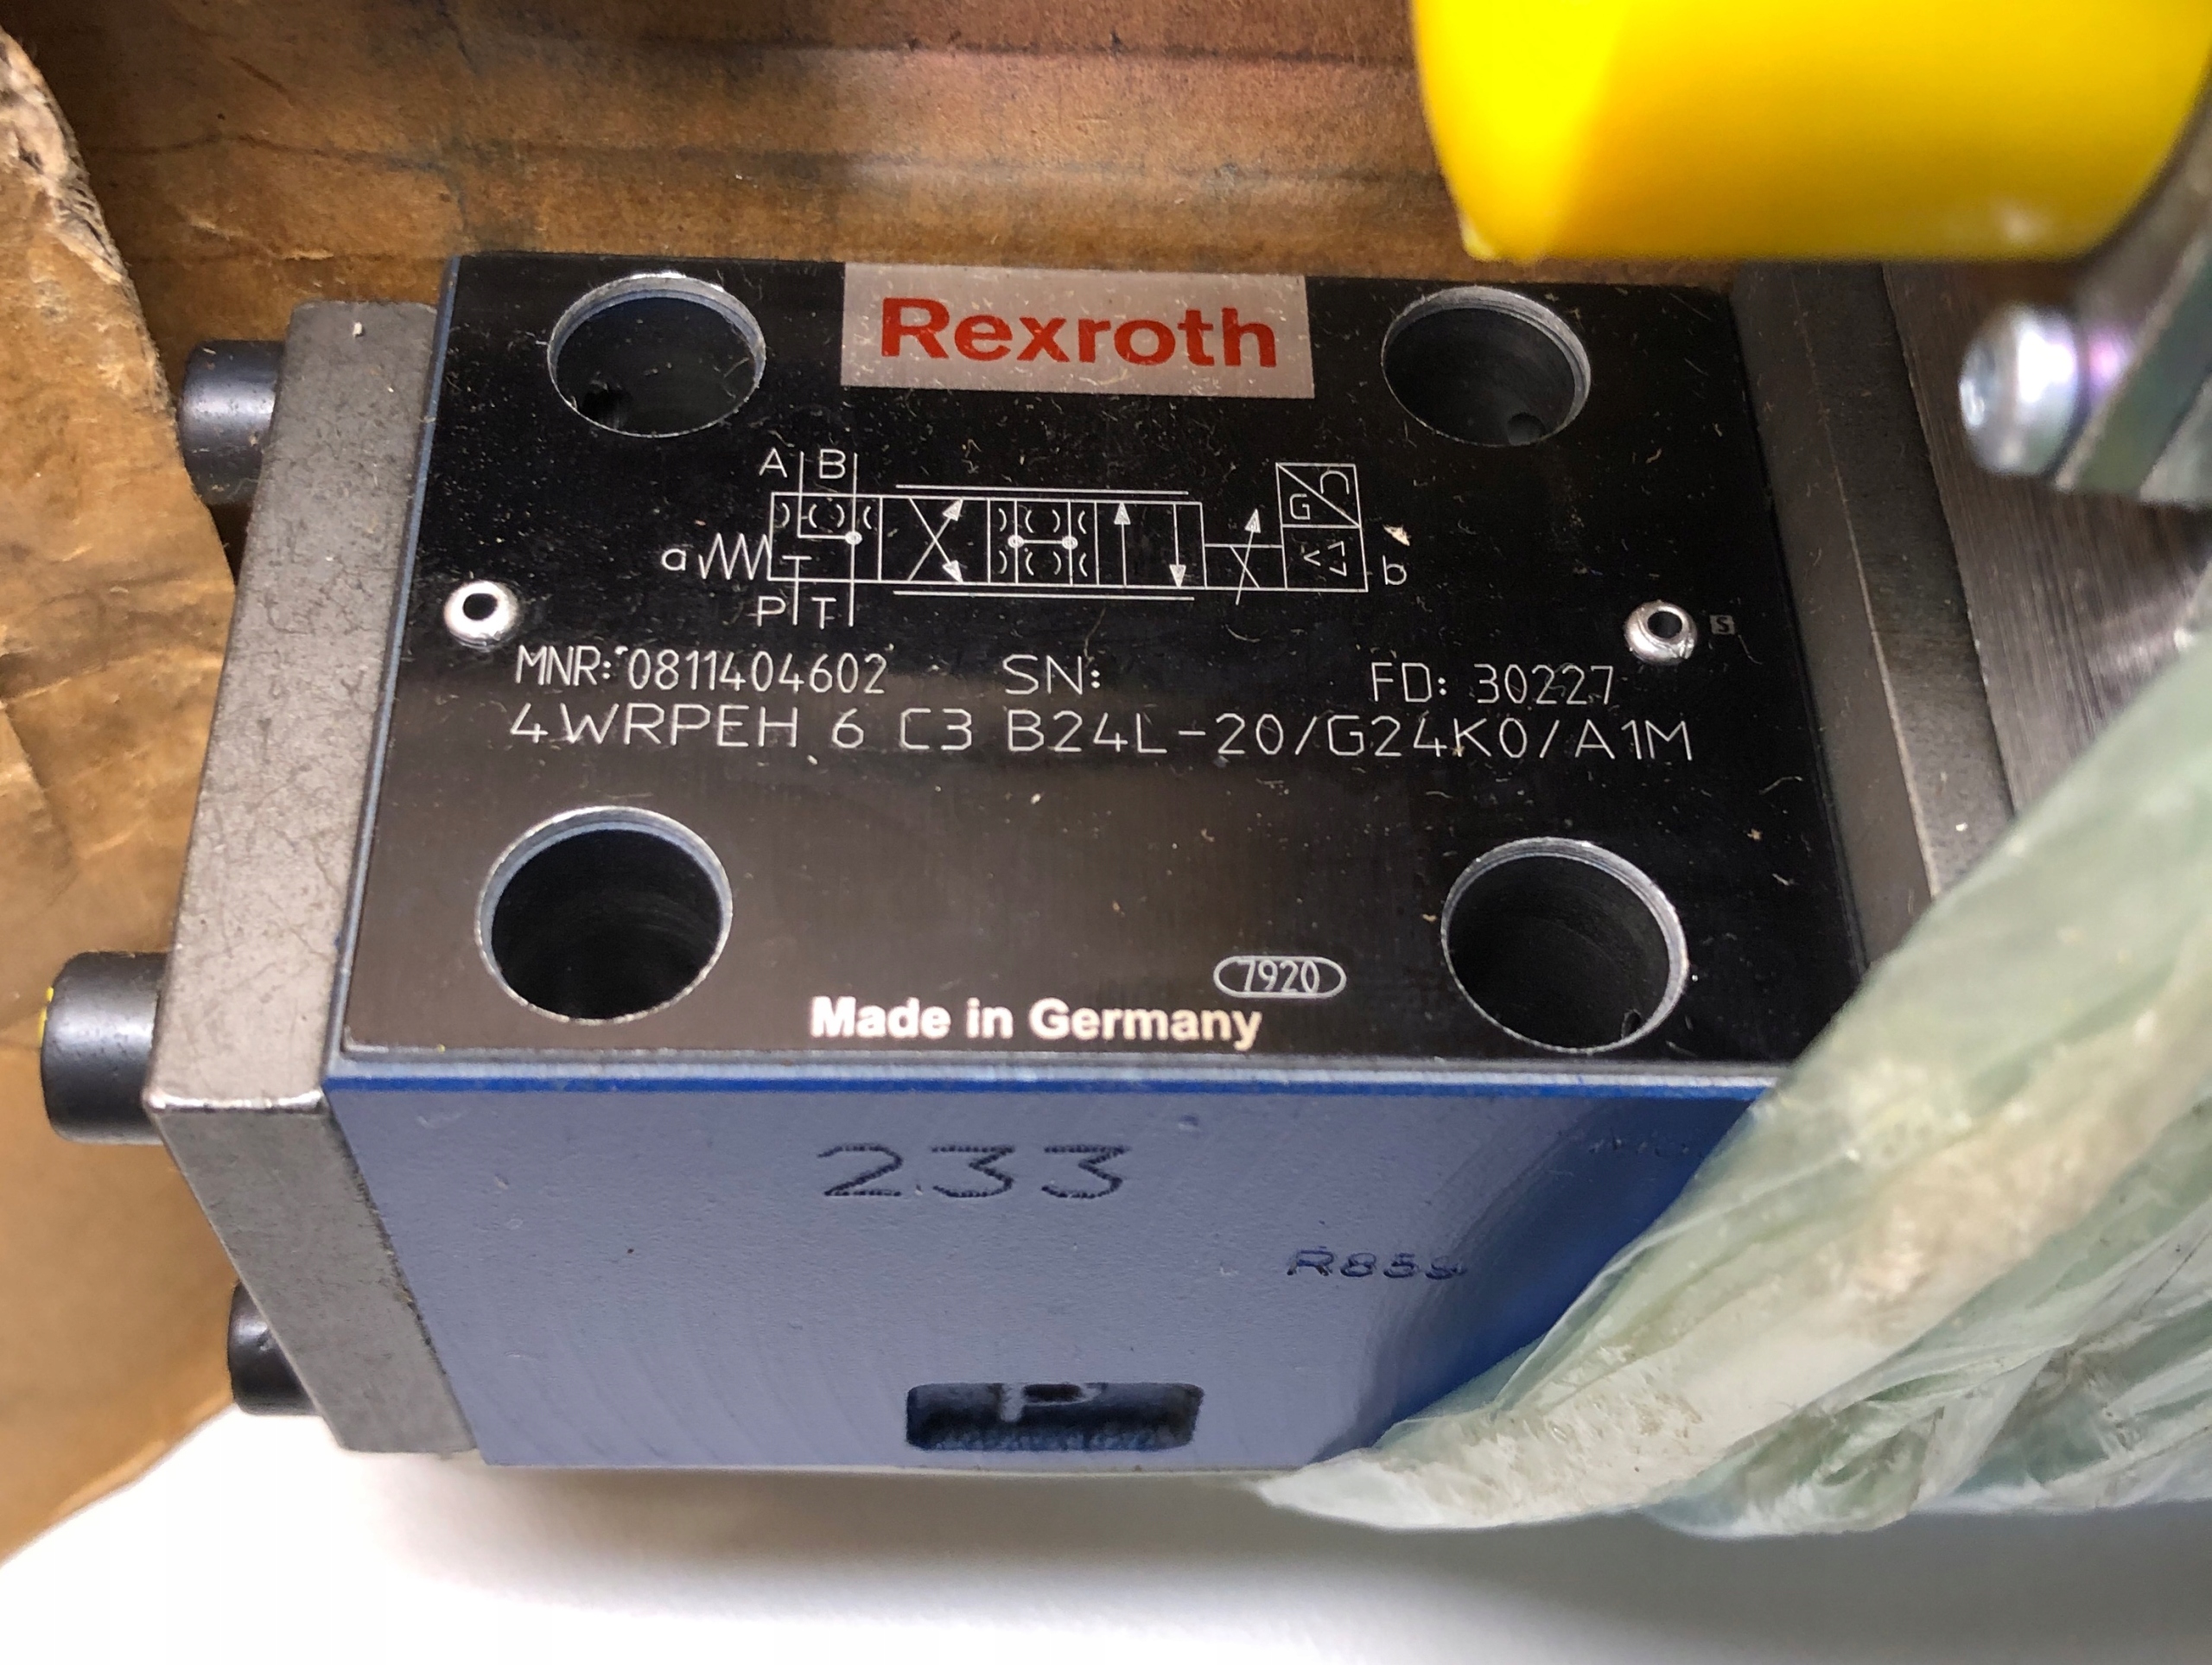 Rexroth
A B
G
a b
P T
S
MNR: 0811404602 SN: FD: 30227
4WRPEH 6 C3 B24L-20/G24K0/A1M
7920
Made in Germany
233
P